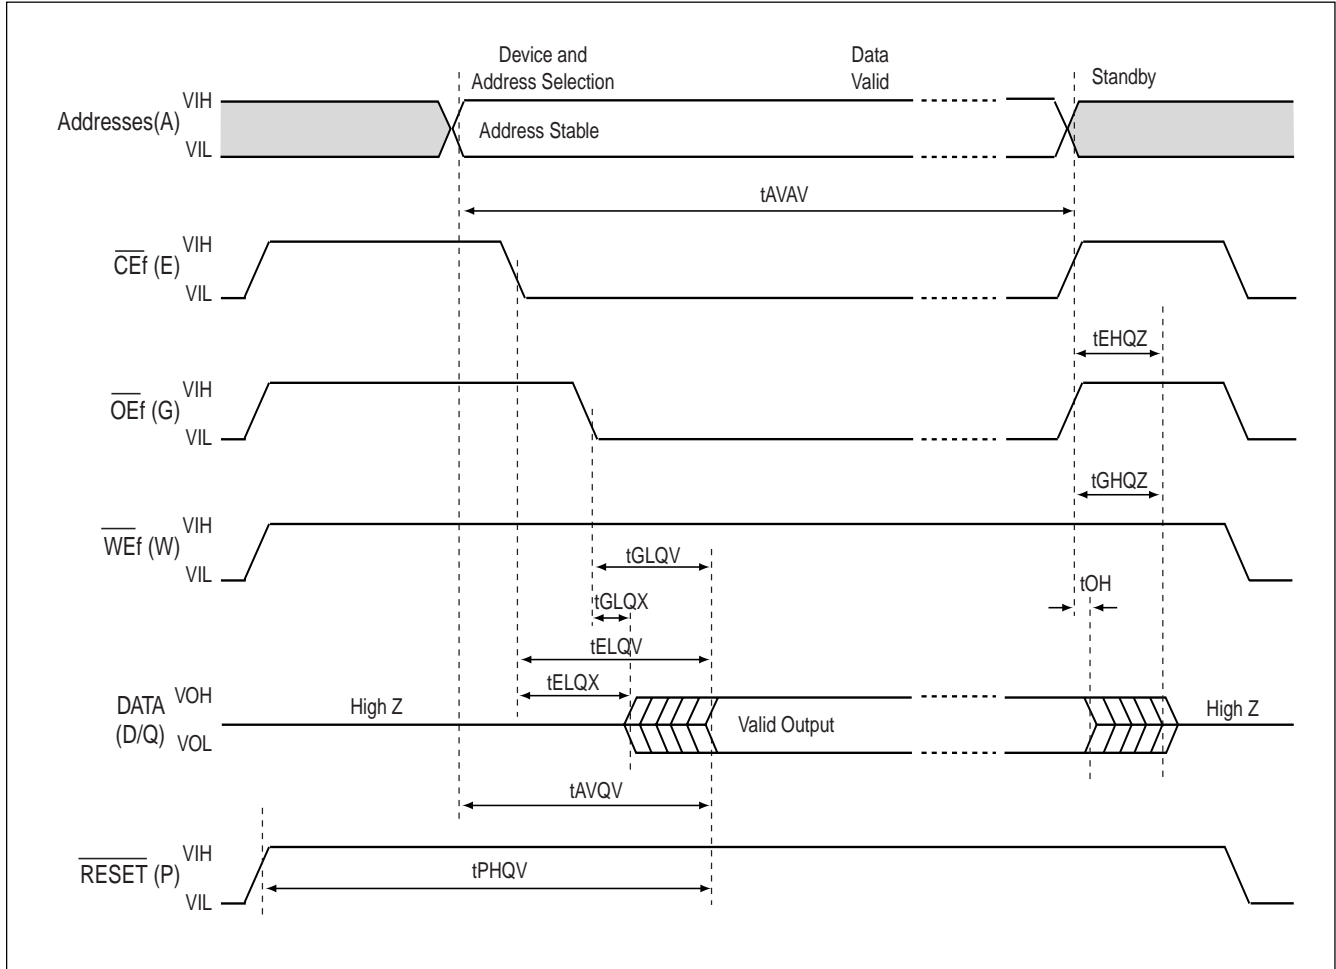 Device and
Address Selection
Data
Valid
Standby
Addresses(A)
VIH
VIL
Address Stable
tAVAV
CEf (E)
VIH
VIL
tEHQZ
OEf (G)
VIH
VIL
tGHQZ
WEf (W)
VIH
VIL
tGLQV
tOH
tGLQX
tELQV
tELQX
DATA
(D/Q)
VOH
VOL
High Z
Valid Output
High Z
tAVQV
RESET (P)
VIH
VIL
tPHQV